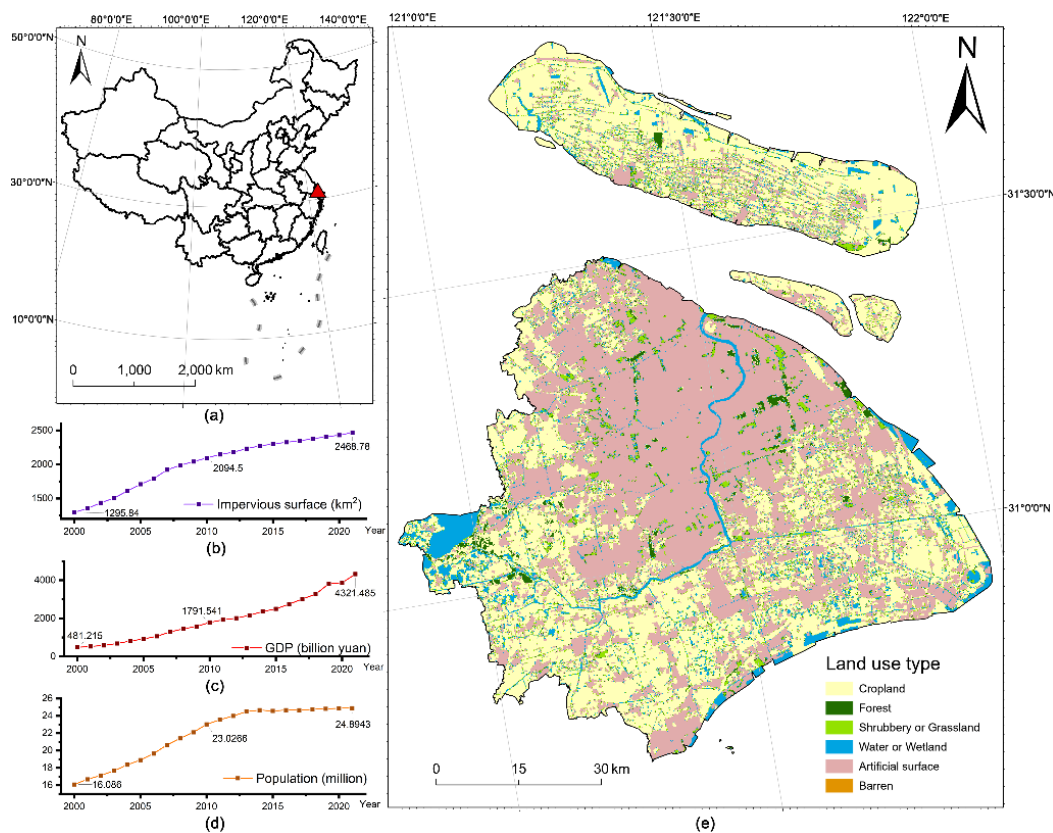 80°0'0"E 100°0'0"E 120°0'0"E 140°0'0"E
50°0'0"N
30°0'0"N
10°0'0"N
N
0 1,000 2,000 km
(a)
2500
2000
1500
2468.76
2094.5
1295.84
Impervious surface (km²)
2000 2005 2010 2015 2020 Year
(b)
4000
2000
0
4321.485
1791.541
481.215
GDP (billion yuan)
2000 2005 2010 2015 2020 Year
(c)
26
24
22
20
18
16
24.8943
23.0266
16.086
Population (million)
2000 2005 2010 2015 2020 Year
(d)
121°0'0"E 121°30'0"E 122°0'0"E
N
31°30'0"N
31°0'0"N
Land use type
Cropland
Forest
Shrubbery or Grassland
Water or Wetland
Artificial surface
Barren
0 15 30 km
(e)